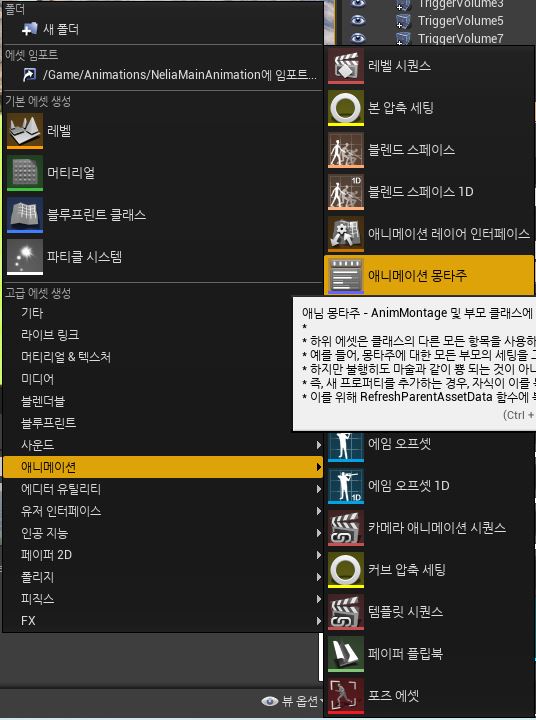 폴더
새 폴더
에셋 임포트
/Game/Animations/NeliaMainAnimation에 임포트...
기본 에셋 생성
레벨
머티리얼
블루프린트 클래스
파티클 시스템
고급 에셋 생성
기타
라이브 링크
머티리얼 & 텍스처
미디어
블렌더블
블루프린트
사운드
애니메이션
에디터 유틸리티
유저 인터페이스
인공 지능
페이퍼 2D
폴리지
피직스
FX
뷰 옵션
TriggerVolume3
TriggerVolume5
TriggerVolume7
레벨 시퀀스
본 압축 세팅
블렌드 스페이스
1D
블렌드 스페이스 1D
애니메이션 레이어 인터페이스
애니메이션 몽타주
애님 몽타주 - AnimMontage 및 부모 클래스에
*
* 하위 에셋은 클래스의 다른 모든 항목을 사용하
* 예를 들어, 몽타주에 대한 모든 부모의 세팅을
* 하지만 불행히도 마술과 같이 뿅 되는 것이 아니
* 즉, 새 프로퍼티를 추가하는 경우, 자식이 이를
* 이를 위해 RefreshParentAssetData 함수에
(Ctrl +
에임 오프셋
1D
에임 오프셋 1D
카메라 애니메이션 시퀀스
커브 압축 세팅
템플릿 시퀀스
페이퍼 플립북
포즈 에셋